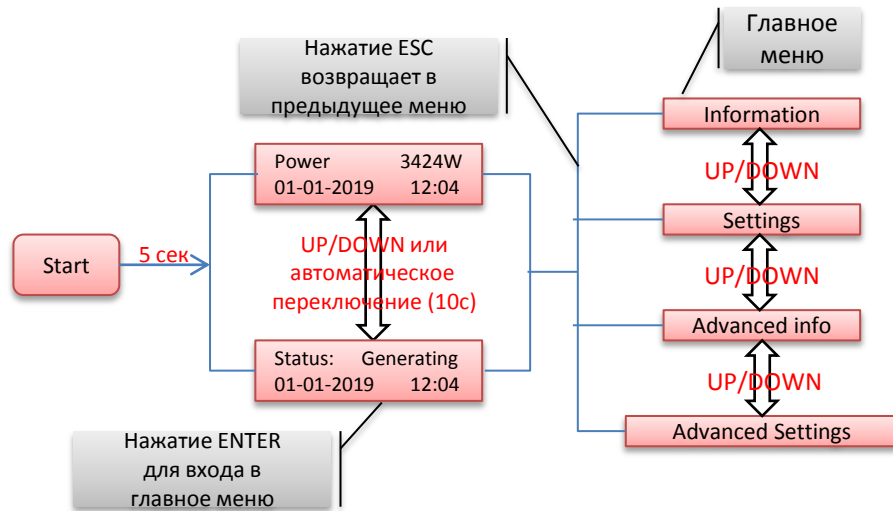 Нажатие ESC
возвращает в
предыдущее меню
Главное
меню
Start
5 сек
Power 3424W
01-01-2019 12:04
UP/DOWN или
автоматическое
переключение (10с)
Status: Generating
01-01-2019 12:04
Нажатие ENTER
для входа в
главное меню
Information
UP/DOWN
Settings
UP/DOWN
Advanced info
UP/DOWN
Advanced Settings